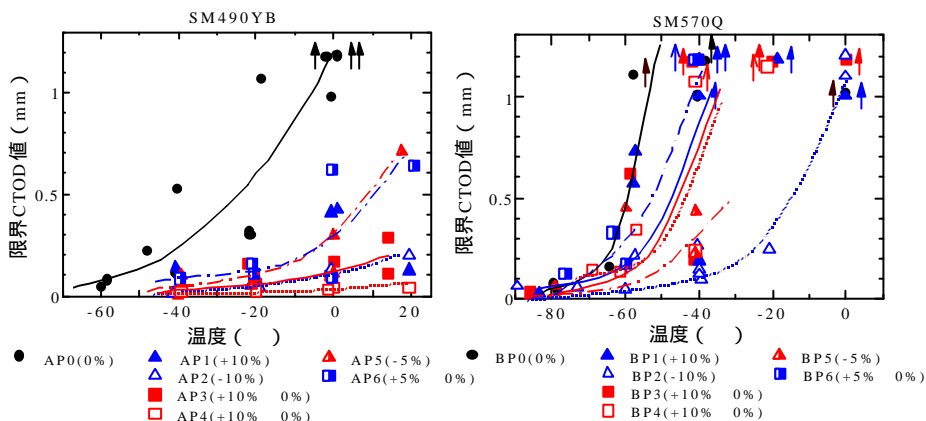 SM490YB
限界CTOD値(mm)
1
0.5
0
-60
-40
-20
0
20
温度( )
AP0(0%)
AP1(+10%)
AP2(-10%)
AP3(+10% 0%)
AP4(+10% 0%)
AP5(-5%)
AP6(+5% 0%)
SM570Q
限界CTOD値(mm)
1
0.5
0
-80
-60
-40
-20
0
温度( )
BP0(0%)
BP1(+10%)
BP2(-10%)
BP3(+10% 0%)
BP4(+10% 0%)
BP5(-5%)
BP6(+5% 0%)